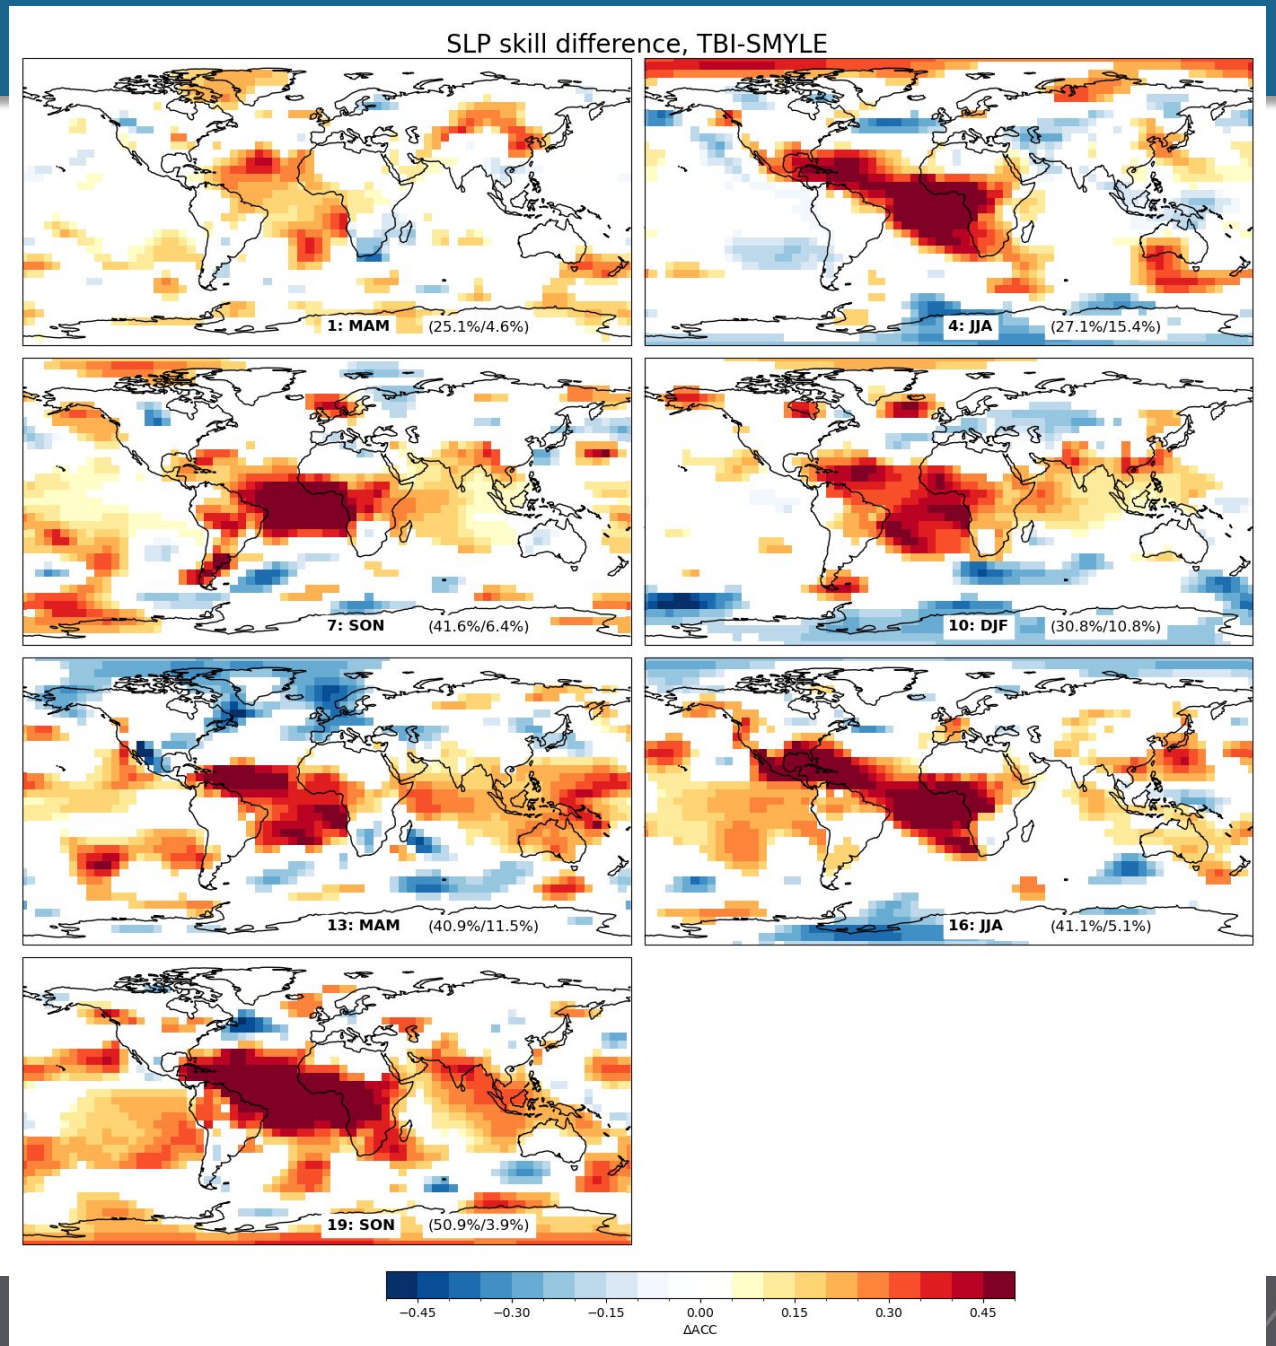 SLP skill difference, TBI-SMYLE
1: MAM (25.1%/4.6%)
4: JJA (27.1%/15.4%)
7: SON (41.6%/6.4%)
10: DJF (30.8%/10.8%)
13: MAM (40.9%/11.5%)
16: JJA (41.1%/5.1%)
19: SON (50.9%/3.9%)
−0.45 −0.30 −0.15 0.00 0.15 0.30 0.45
ΔACC